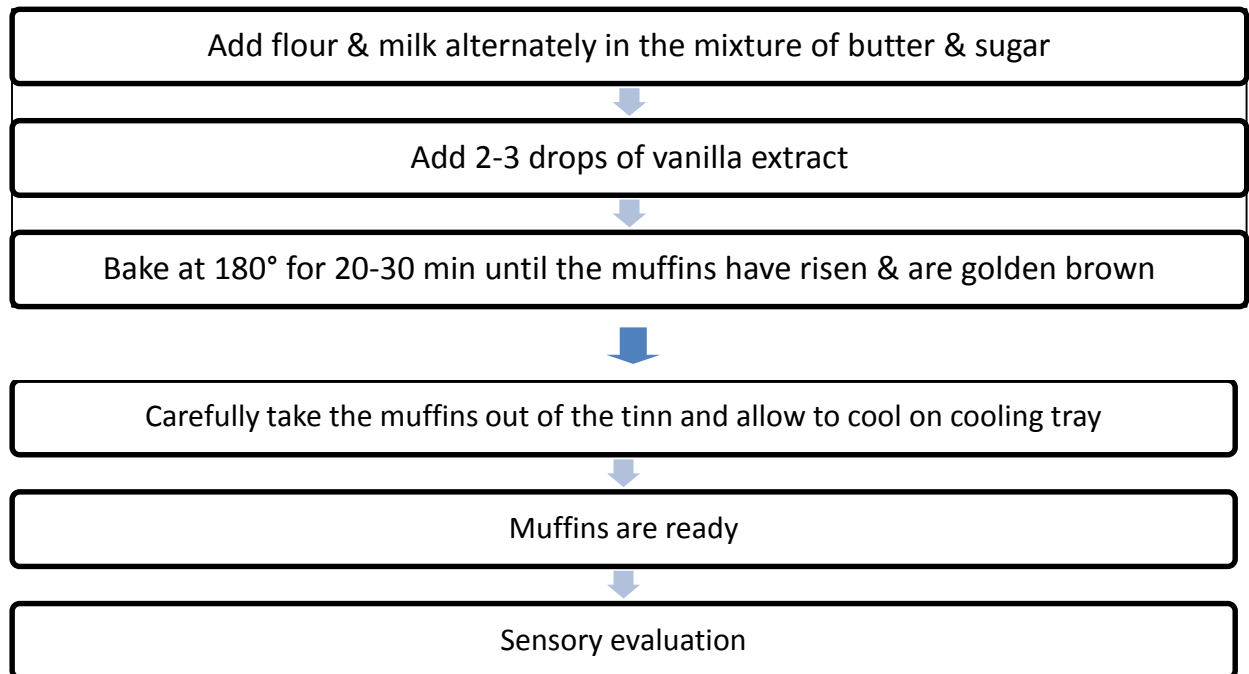 Add flour & milk alternately in the mixture of butter & sugar
Add 2-3 drops of vanilla extract
Bake at 180° for 20-30 min until the muffins have risen & are golden brown
Carefully take the muffins out of the tinn and allow to cool on cooling tray
Muffins are ready
Sensory evaluation